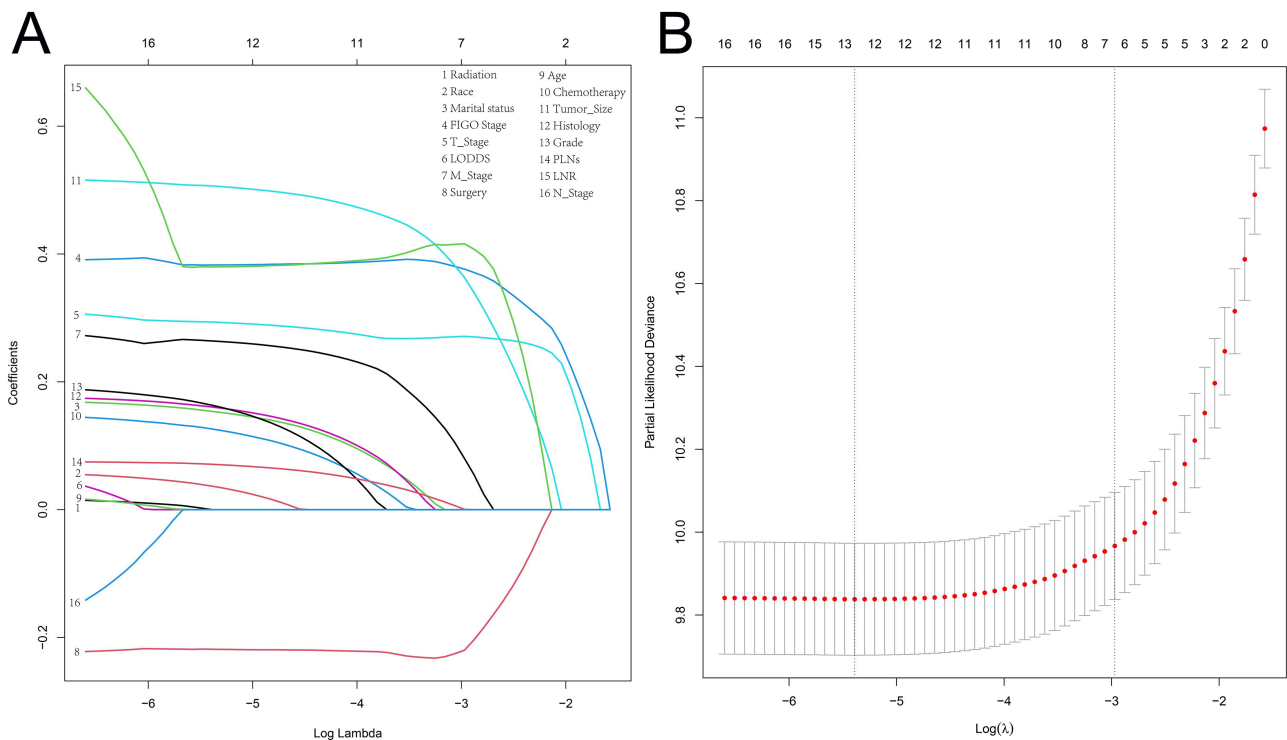 A
16 12 11 7 2
1 Radiation 9 Age
2 Race 10 Chemotherapy
3 Marital status 11 Tumor_Size
4 FIGO Stage 12 Histology
5 T_Stage 13 Grade
6 LODDS 14 PLNs
7 M_Stage 15 LNR
8 Surgery 16 N_Stage
15
11
4
5
7
13
12
3
10
14
2
6
9
1
16
8
0.6
0.4
0.2
0.0
−0.2
Coefficients
−6 −5 −4 −3 −2
Log Lambda
B
16 16 16 15 13 12 12 12 11 11 11 10 8 7 6 5 5 5 3 2 2 0
11.0
10.8
10.6
10.4
10.2
10.0
9.8
Partial Likelihood Deviance
−6 −5 −4 −3 −2
Log(λ)